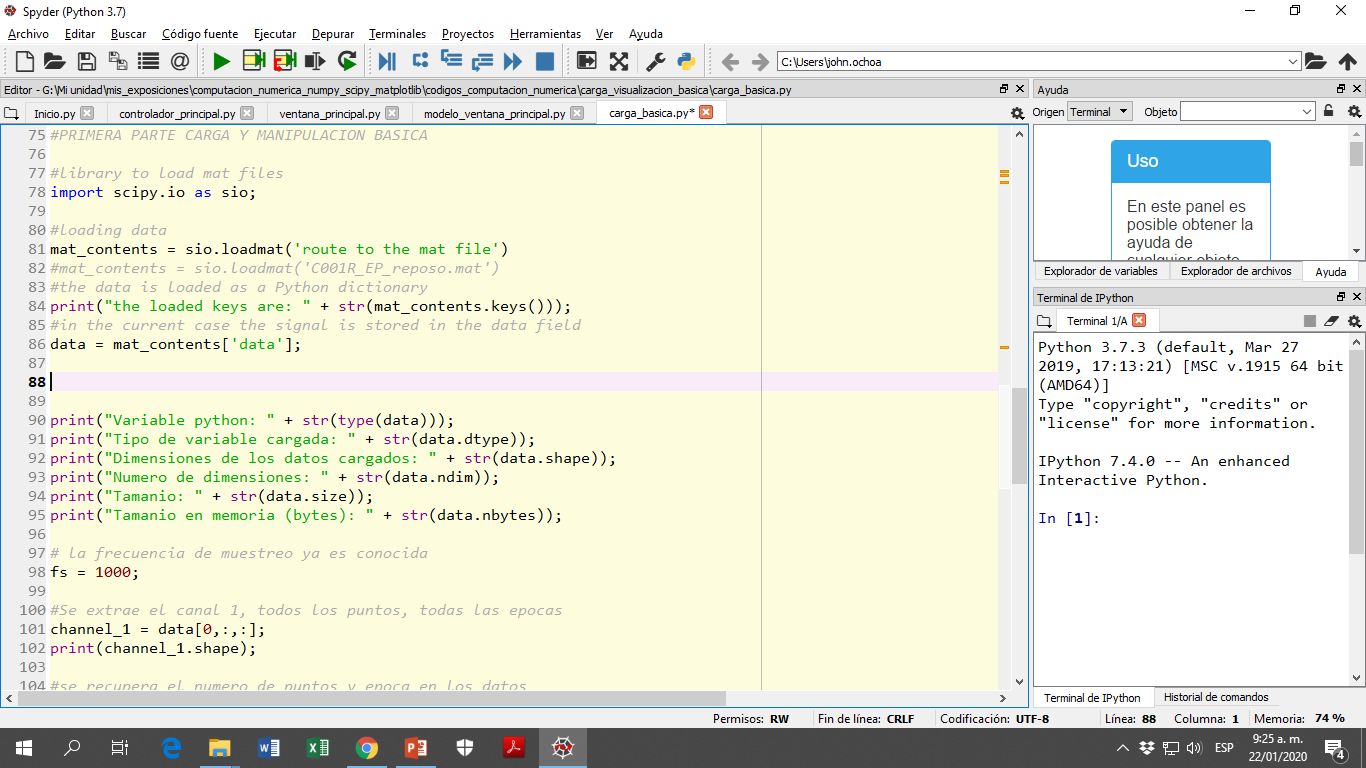 Spyder (Python 3.7)
Archivo Editar Buscar Código fuente Ejecutar Depurar Terminales Proyectos Herramientas Ver Ayuda
C:\Users\john.ochoa
Editor - G:\Mi unidad\mis_exposiciones\computacion_numerica_numpy_scipy_matplotlib\codigos_computacion_numerica\carga_visualizacion_basica\carga_basica.py
Inicio.py controlador_principal.py ventana_principal.py modelo_ventana_principal.py carga_basica.py*
75 #PRIMERA PARTE CARGA Y MANIPULACION BASICA
76
77 #library to load mat files
78 import scipy.io as sio;
79
80 #loading data
81 mat_contents = sio.loadmat('route to the mat file')
82 #mat_contents = sio.loadmat('C001R_EP_reposo.mat')
83 #the data is loaded as a Python dictionary
84 print("the loaded keys are: " + str(mat_contents.keys()));
85 #in the current case the signal is stored in the data field
86 data = mat_contents['data'];
87
88
89
90 print("Variable python: " + str(type(data)));
91 print("Tipo de variable cargada: " + str(data.dtype));
92 print("Dimensiones de los datos cargados: " + str(data.shape));
93 print("Numero de dimensiones: " + str(data.ndim));
94 print("Tamanio: " + str(data.size));
95 print("Tamanio en memoria (bytes): " + str(data.nbytes));
96
97 # la frecuencia de muestreo ya es conocida
98 fs = 1000;
99
100 #Se extrae el canal 1, todos los puntos, todas las epocas
101 channel_1 = data[0,:,:];
102 print(channel_1.shape);
103
104 #se recupera el numero de puntos y epoca en los datos
Ayuda
Origen Terminal Objeto
Uso
En este panel es
posible obtener la
ayuda de
cualquier objeto
Explorador de variables Explorador de archivos Ayuda
Terminal de IPython
Terminal 1/A
Python 3.7.3 (default, Mar 27
2019, 17:13:21) [MSC v.1915 64 bit
(AMD64)]
Type "copyright", "credits" or
"license" for more information.
IPython 7.4.0 -- An enhanced
Interactive Python.
In [1]:
Terminal de IPython Historial de comandos
Permisos: RW Fin de línea: CRLF Codificación: UTF-8 Línea: 88 Columna: 1 Memoria: 74 %
ESP
9:25 a. m.
22/01/2020
4